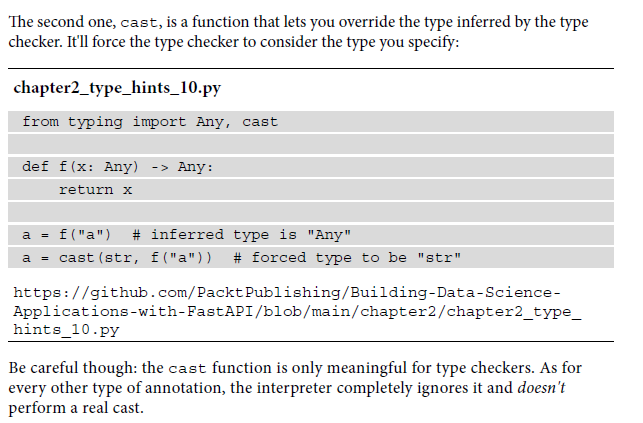 The second one, cast, is a function that lets you override the type inferred by the type
checker. It'll force the type checker to consider the type you specify:
chapter2_type_hints_10.py
from typing import Any, cast
def f(x: Any) -> Any:
    return x
a = f("a")  # inferred type is "Any"
a = cast(str, f("a"))  # forced type to be "str"
https://github.com/PacktPublishing/Building-Data-Science-
Applications-with-FastAPI/blob/main/chapter2/chapter2_type_
hints_10.py
Be careful though: the cast function is only meaningful for type checkers. As for
every other type of annotation, the interpreter completely ignores it and doesn't
perform a real cast.